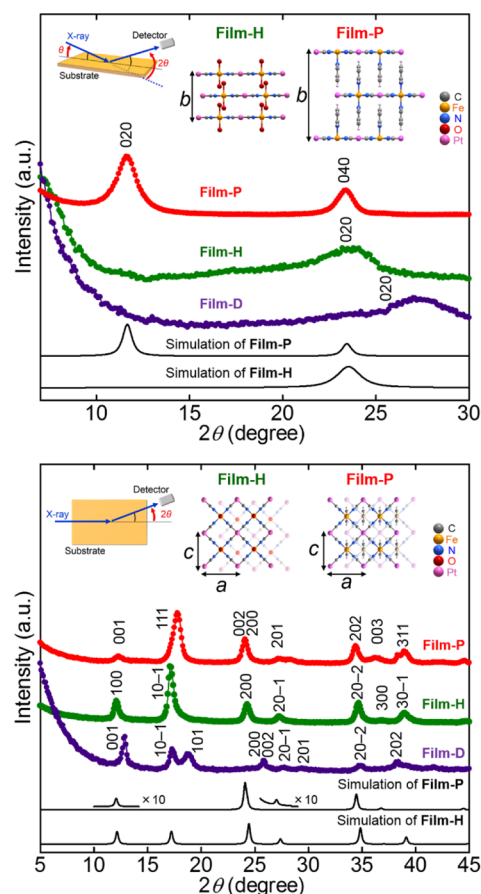 X-ray
Detector
θ
2θ
Substrate
Film-H
Film-P
b
b
C
Fe
N
O
Pt
020
040
Film-P
020
Film-H
020
Film-D
Simulation of Film-P
Simulation of Film-H
Intensity (a.u.)
10 15 20 25 30
2θ (degree)
Detector
X-ray
2θ
Substrate
Film-H
Film-P
c
a
c
a
C
Fe
N
O
Pt
001
111
002
200
201
202
003
311
Film-P
100
10–1
200
20–1
20–2
300
30–1
Film-H
001
10–1
101
200
002
20–1
201
20–2
202
Film-D
Simulation of Film-P
× 10
× 10
Simulation of Film-H
Intensity (a.u.)
5 10 15 20 25 30 35 40 45
2θ (degree)